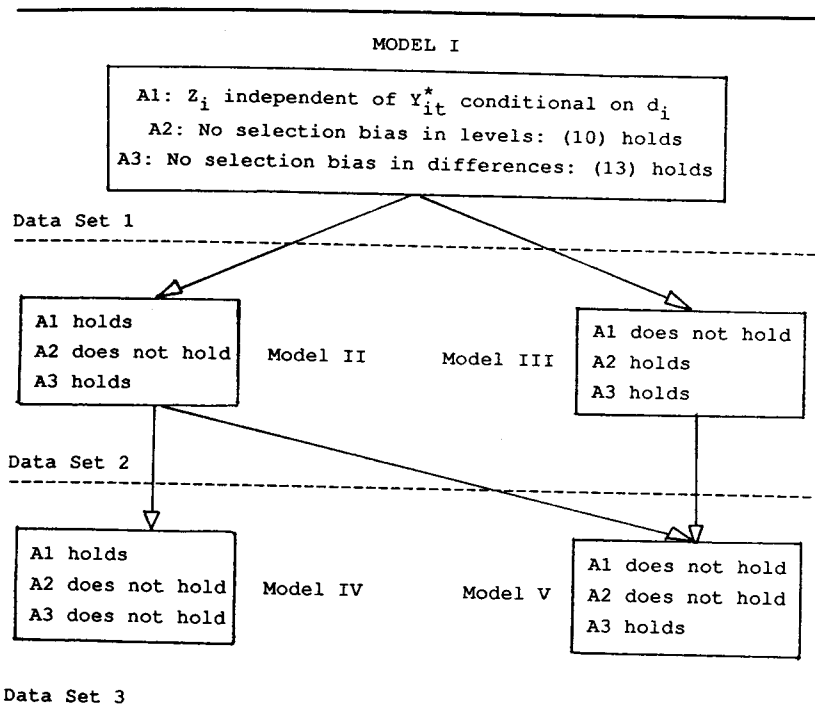 MODEL I
A1: Z_i independent of Y*_it conditional on d_i
A2: No selection bias in levels: (10) holds
A3: No selection bias in differences: (13) holds
Data Set 1
A1 holds
A2 does not hold
A3 holds
Model II
Model III
A1 does not hold
A2 holds
A3 holds
Data Set 2
A1 holds
A2 does not hold
A3 does not hold
Model IV
Model V
A1 does not hold
A2 does not hold
A3 holds
Data Set 3